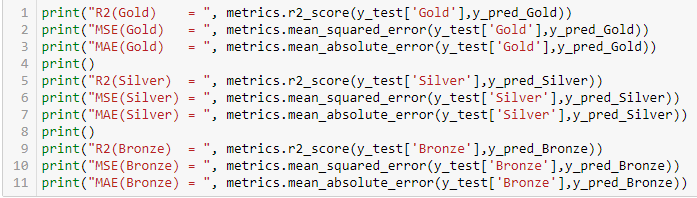 1 print("R2(Gold)   = ", metrics.r2_score(y_test['Gold'],y_pred_Gold))
2 print("MSE(Gold)   = ", metrics.mean_squared_error(y_test['Gold'],y_pred_Gold))
3 print("MAE(Gold)   = ", metrics.mean_absolute_error(y_test['Gold'],y_pred_Gold))
4 print()
5 print("R2(Silver)  = ", metrics.r2_score(y_test['Silver'],y_pred_Silver))
6 print("MSE(Silver)  = ", metrics.mean_squared_error(y_test['Silver'],y_pred_Silver))
7 print("MAE(Silver)  = ", metrics.mean_absolute_error(y_test['Silver'],y_pred_Silver))
8 print()
9 print("R2(Bronze)  = ", metrics.r2_score(y_test['Bronze'],y_pred_Bronze))
10 print("MSE(Bronze)  = ", metrics.mean_squared_error(y_test['Bronze'],y_pred_Bronze))
11 print("MAE(Bronze)  = ", metrics.mean_absolute_error(y_test['Bronze'],y_pred_Bronze))